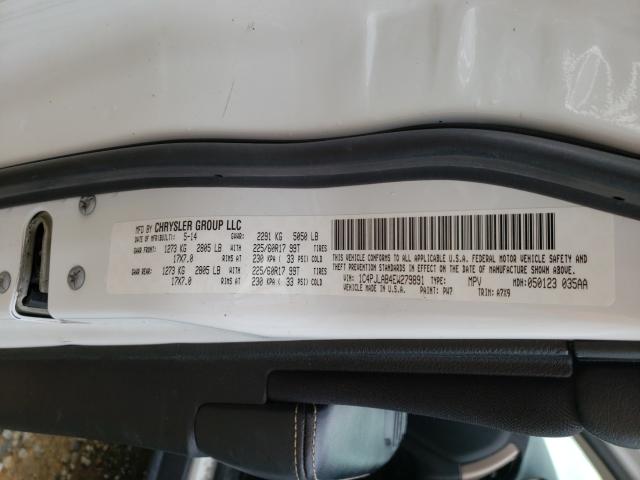 MFD BY CHRYSLER GROUP LLC
DATE OF MFR(BUILT): 5-14 GVWR: 2291 KG 5050 LB
GAWR FRONT: 1273 KG 2805 LB WITH 225/60R17 99T TIRES
17X7.0 RIMS AT 230 KPA ( 33 PSI) COLD
GAWR REAR: 1273 KG 2805 LB WITH 225/60R17 99T TIRES
17X7.0 RIMS AT 230 KPA ( 33 PSI) COLD
THIS VEHICLE CONFORMS TO ALL APPLICABLE U.S.A. FEDERAL MOTOR VEHICLE SAFETY AND
THEFT PREVENTION STANDARDS IN EFFECT ON THE DATE OF MANUFACTURE SHOWN ABOVE.
VIN: 1C4PJLAB4EW279891 TYPE: MPV MDH: 050123 035AA
VEHICLE MADE IN U.S.A. PAINT: PW7 TRIM: A7X9